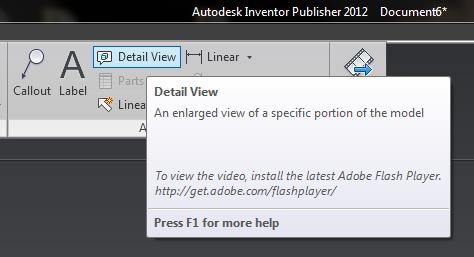 Autodesk Inventor Publisher 2012 Document6*
Detail View Linear
Callout Label Parts
Linea
A
Detail View
An enlarged view of a specific portion of the model
To view the video, install the latest Adobe Flash Player.
http://get.adobe.com/flashplayer/
Press F1 for more help